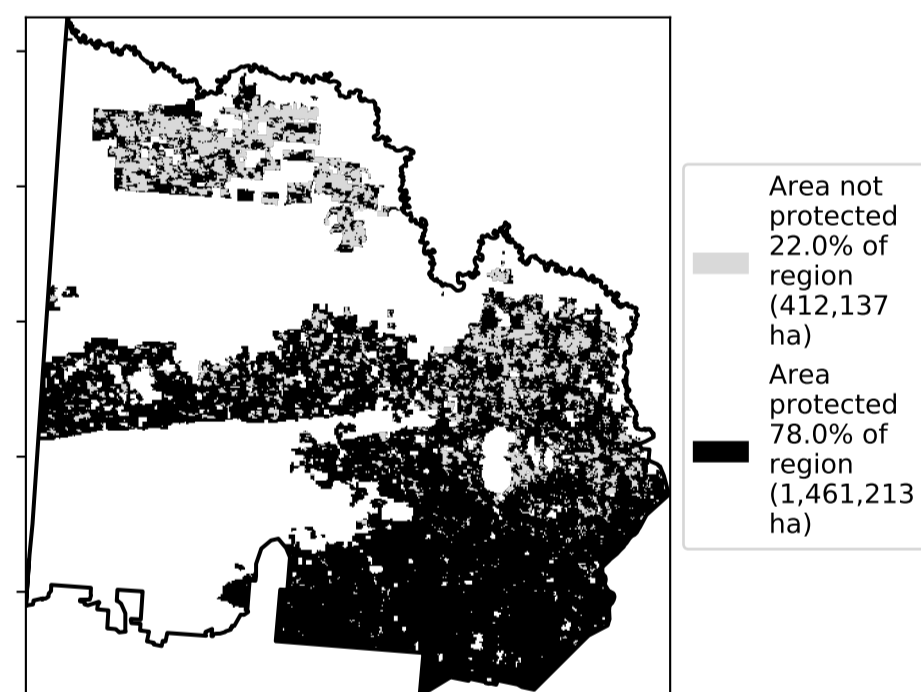 Area not
protected
22.0% of
region
(412,137
ha)
Area
protected
78.0% of
region
(1,461,213
ha)